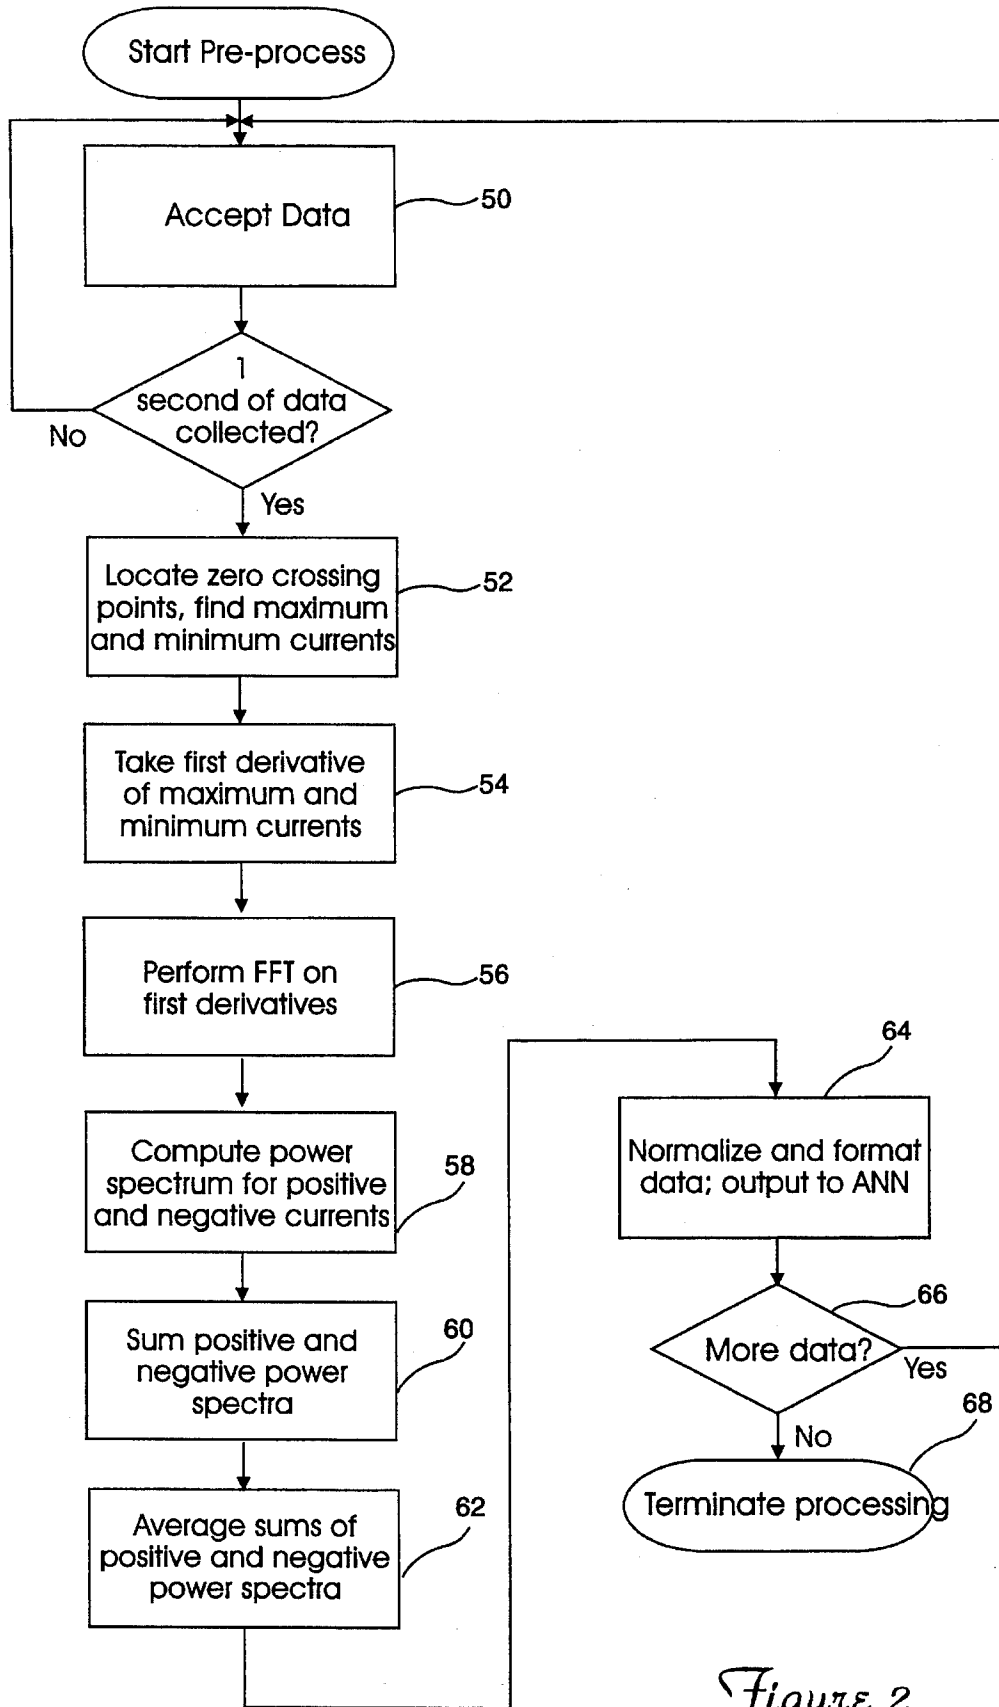 Start Pre-process
Accept Data
50
1
second of data
collected?
No
Yes
Locate zero crossing
points, find maximum
and minimum currents
52
Take first derivative
of maximum and
minimum currents
54
Perform FFT on
first derivatives
56
Compute power
spectrum for positive
and negative currents
58
Sum positive and
negative power
spectra
60
Average sums of
positive and negative
power spectra
62
64
Normalize and format
data; output to ANN
66
More data?
Yes
No
68
Terminate processing
Figure 2